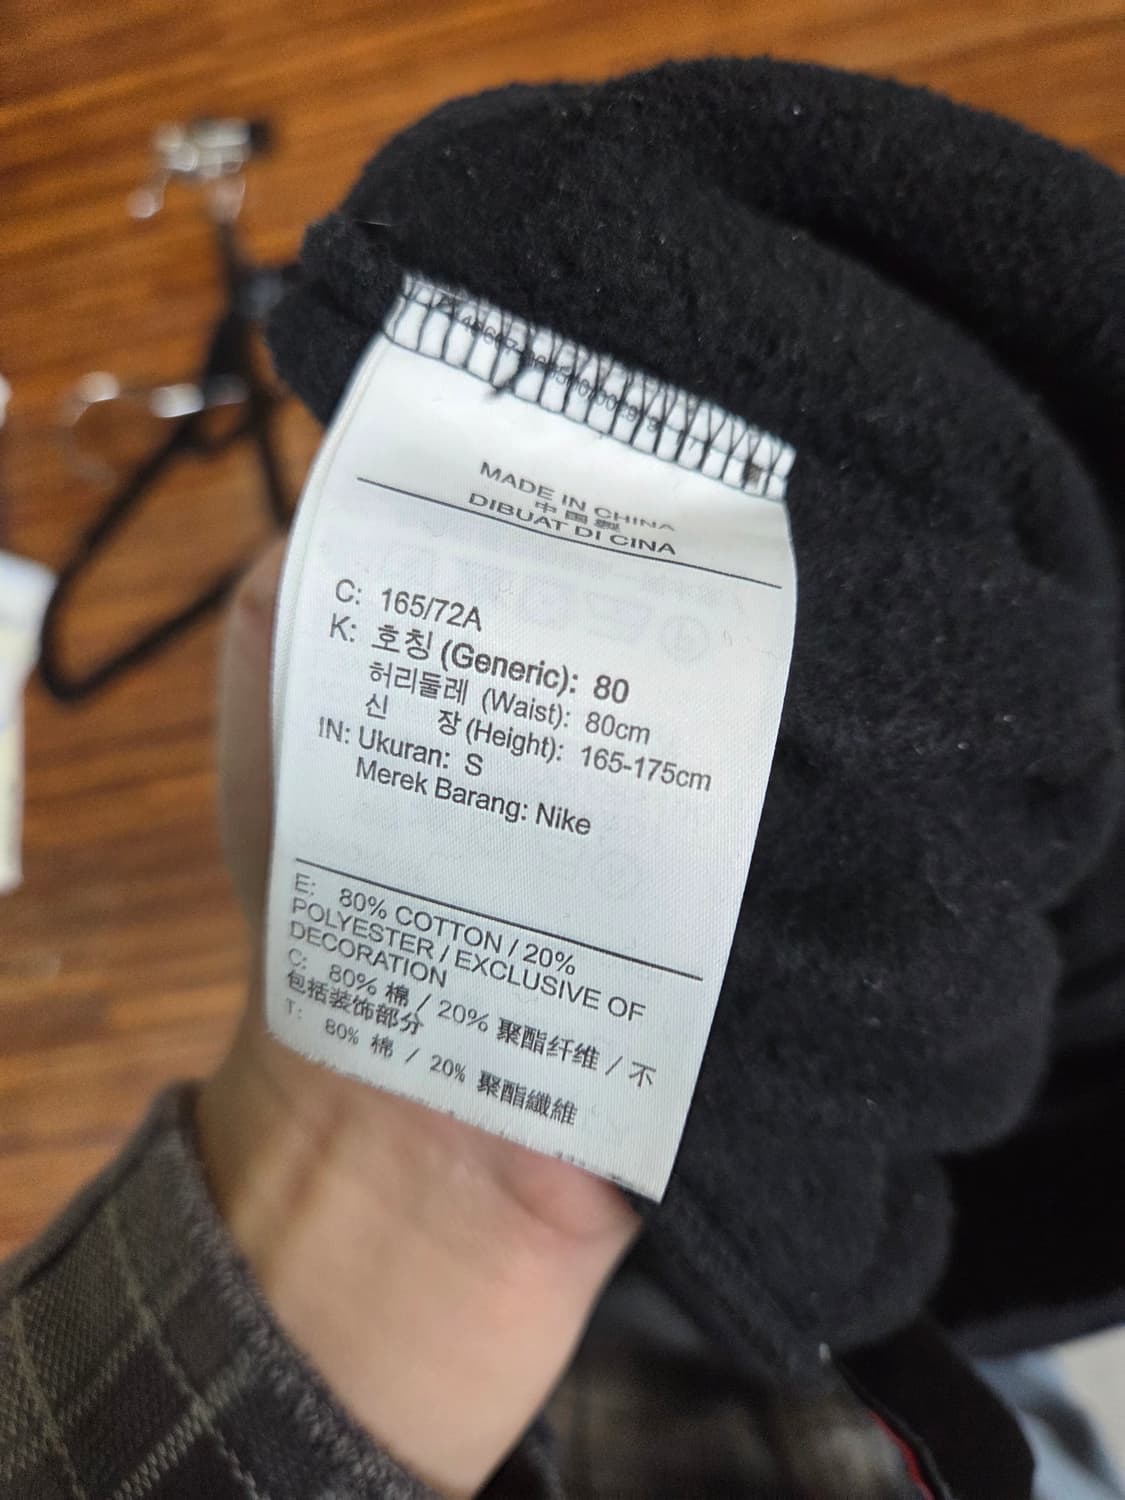 MADE IN CHINA
中国製
DIBUAT DI CINA
C: 165/72A
K: 호칭 (Generic): 80
허리둘레 (Waist): 80cm
신 장 (Height): 165-175cm
IN: Ukuran: S
Merek Barang: Nike
E: 80% COTTON / 20%
POLYESTER / EXCLUSIVE OF
DECORATION
C: 80% 棉 / 20% 聚酯纤维 / 不
包括装饰部分
T: 80% 棉 / 20% 聚酯纖維